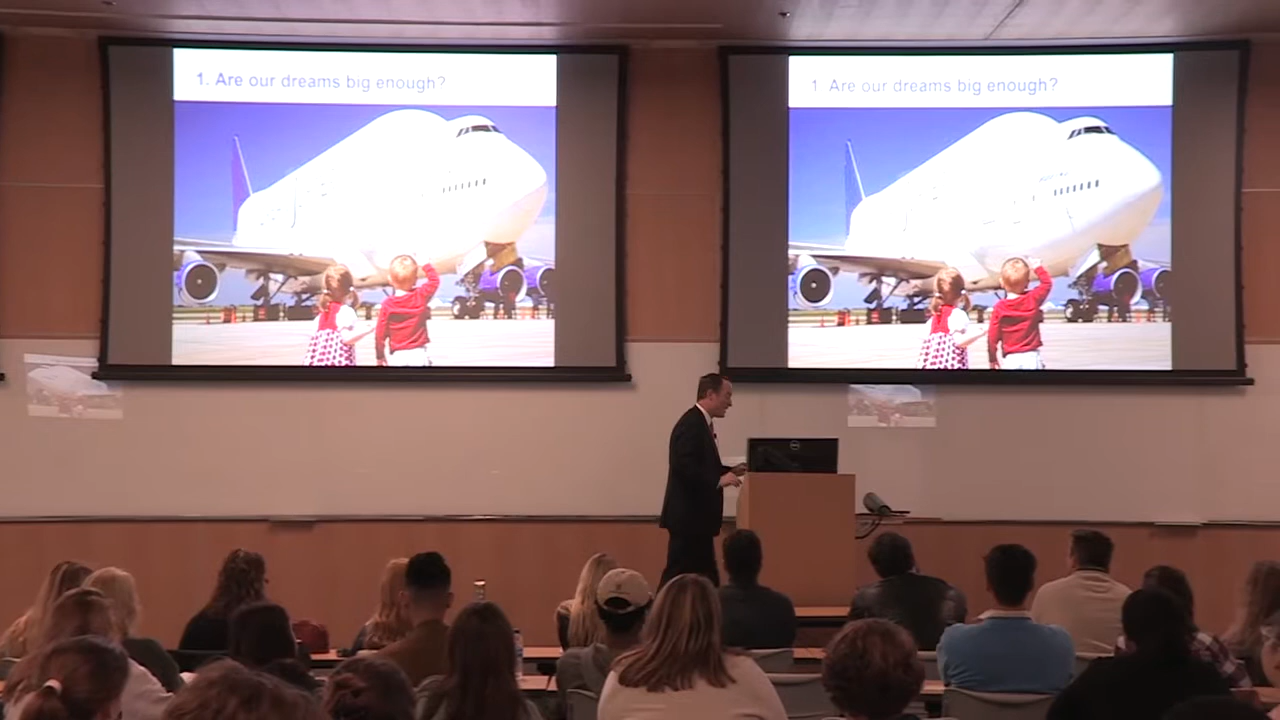 1. Are our dreams big enough?
1 Are our dreams big enough?